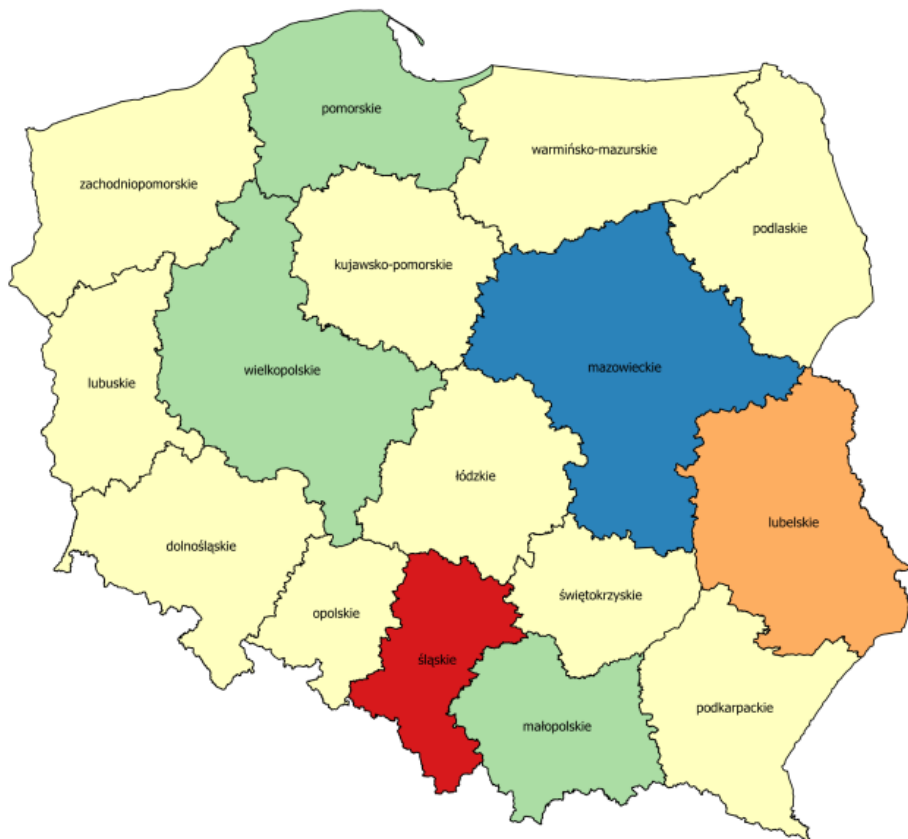 pomorskie
warmińsko-mazurskie
zachodniopomorskie
podlaskie
kujawsko-pomorskie
mazowieckie
wielkopolskie
lubuskie
łódzkie
lubelskie
dolnośląskie
świętokrzyskie
opolskie
śląskie
podkarpackie
małopolskie